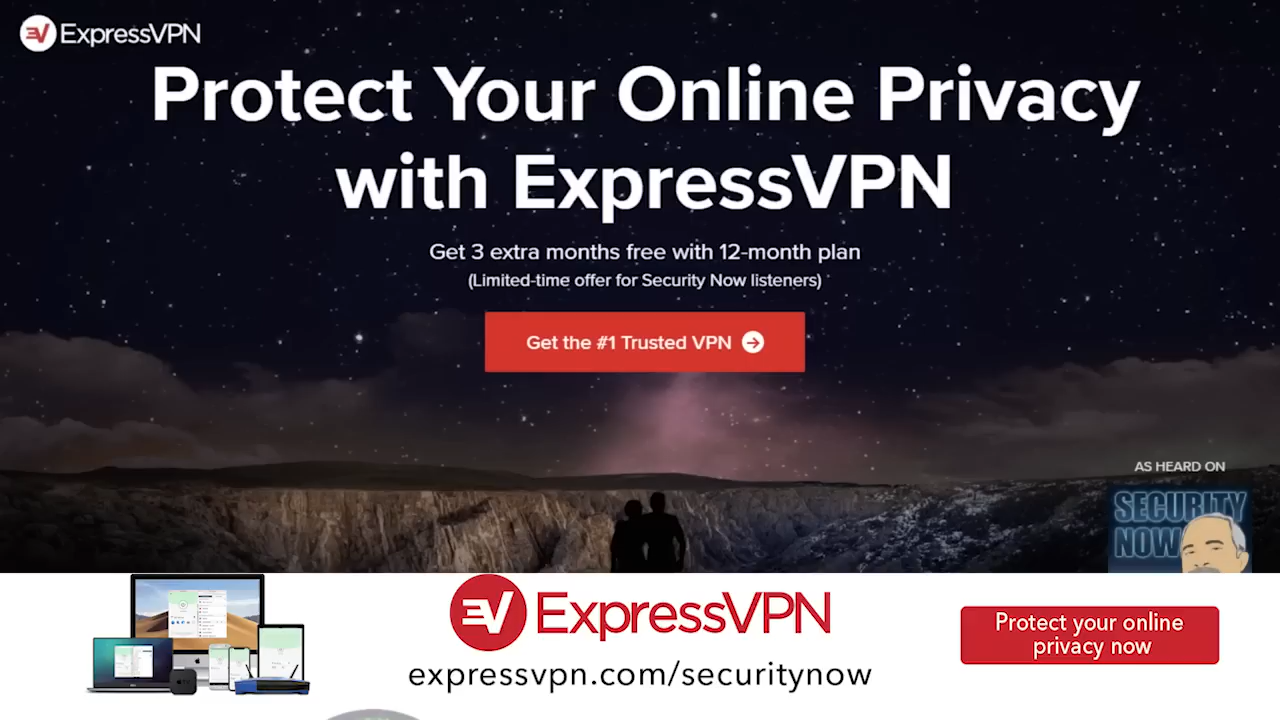 ExpressVPN
Protect Your Online Privacy
with ExpressVPN
Get 3 extra months free with 12-month plan
(Limited-time offer for Security Now listeners)
Get the #1 Trusted VPN
AS HEARD ON
SECURITY
NOW
ExpressVPN
expressvpn.com/securitynow
Protect your online
privacy now